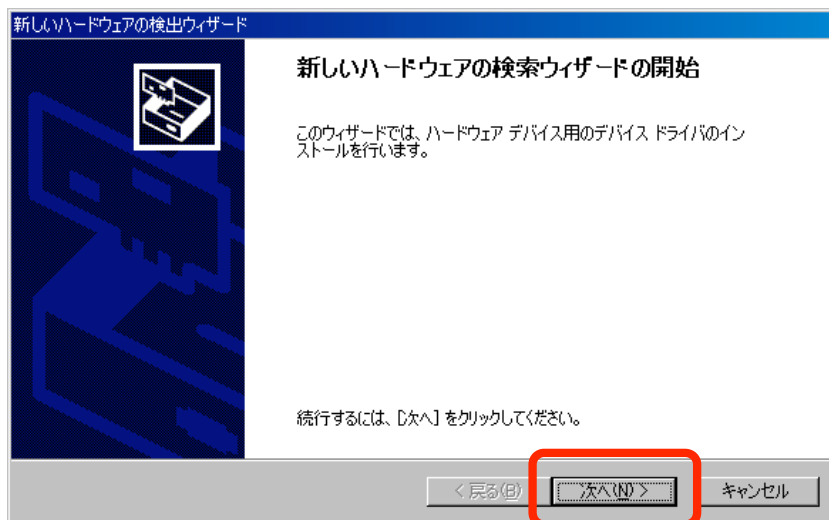 新しいハードウェアの検出ウィザード
新しいハードウェアの検索ウィザードの開始
このウィザードでは、ハードウェア デバイス用のデバイス ドライバのイン
ストールを行います。
続行するには、[次へ] をクリックしてください。
< 戻る(B)
次へ(N) >
キャンセル